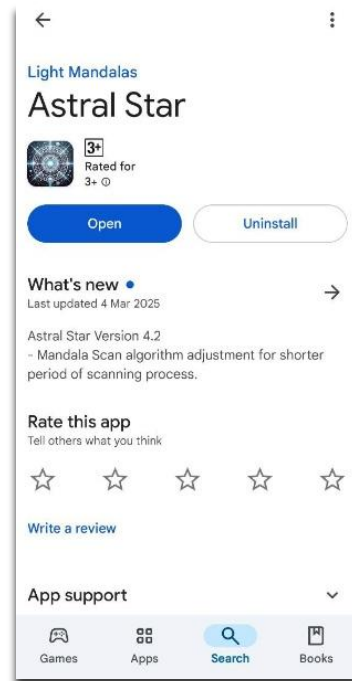 Light Mandalas
Astral Star
3+
Rated for
3+
Open
Uninstall
What's new
Last updated 4 Mar 2025
Astral Star Version 4.2
- Mandala Scan algorithm adjustment for shorter
period of scanning process.
Rate this app
Tell others what you think
Write a review
App support
Games
Apps
Search
Books